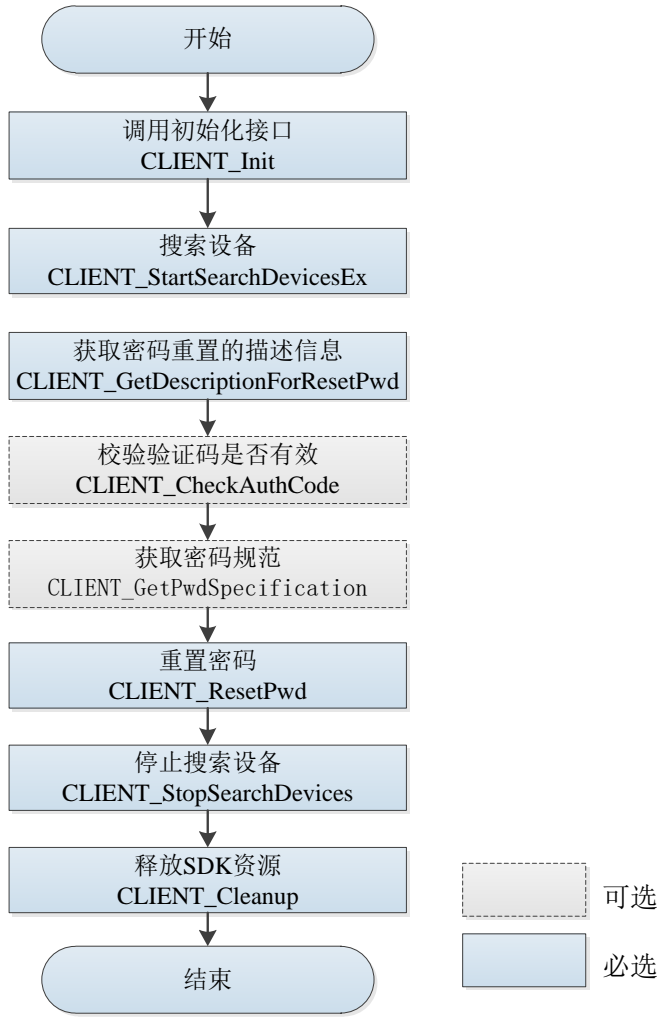 开始
调用初始化接口
CLIENT_Init
搜索设备
CLIENT_StartSearchDevicesEx
获取密码重置的描述信息
CLIENT_GetDescriptionForResetPwd
校验验证码是否有效
CLIENT_CheckAuthCode
获取密码规范
CLIENT_GetPwdSpecification
重置密码
CLIENT_ResetPwd
停止搜索设备
CLIENT_StopSearchDevices
释放SDK资源
CLIENT_Cleanup
结束
可选
必选